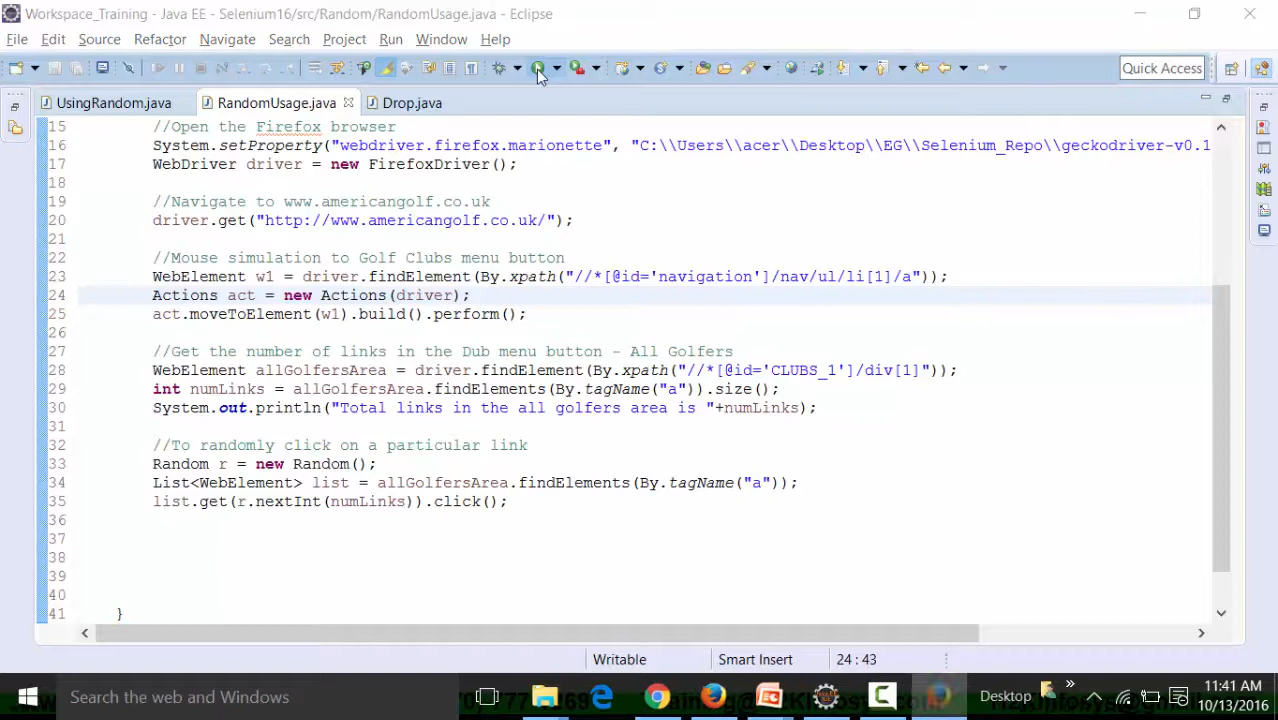 Workspace_Training - Java EE - Selenium16/src/Random/RandomUsage.java - Eclipse
File Edit Source Refactor Navigate Search Project Run Window Help
Quick Access
UsingRandom.java RandomUsage.java Drop.java
15 //Open the Firefox browser
16 System.setProperty("webdriver.firefox.marionette", "C:\\Users\\acer\\Desktop\\EG\\Selenium_Repo\\geckodriver-v0.1
17 WebDriver driver = new FirefoxDriver();
18
19 //Navigate to www.americangolf.co.uk
20 driver.get("http://www.americangolf.co.uk/");
21
22 //Mouse simulation to Golf Clubs menu button
23 WebElement w1 = driver.findElement(By.xpath("//*[@id='navigation']/nav/ul/li[1]/a"));
24 Actions act = new Actions(driver);
25 act.moveToElement(w1).build().perform();
26
27 //Get the number of links in the Dub menu button - All Golfers
28 WebElement allGolfersArea = driver.findElement(By.xpath("//*[@id='CLUBS_1']/div[1]"));
29 int numLinks = allGolfersArea.findElements(By.tagName("a")).size();
30 System.out.println("Total links in the all golfers area is "+numLinks);
31
32 //To randomly click on a particular link
33 Random r = new Random();
34 List<WebElement> list = allGolfersArea.findElements(By.tagName("a"));
35 list.get(r.nextInt(numLinks)).click();
36
37
38
39
40
41 }
Writable Smart Insert 24 : 43
Search the web and Windows
Desktop
11:41 AM
10/13/2016